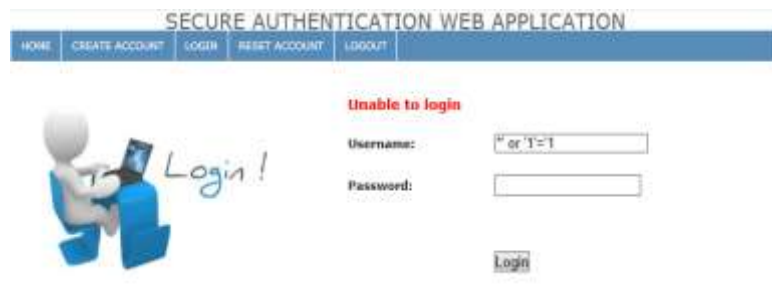 SECURE AUTHENTICATION WEB APPLICATION
HOME CREATE ACCOUNT LOGIN RESET ACCOUNT LOGOUT
Unable to login
Login !
Username: '' or '1'='1
Password:
Login